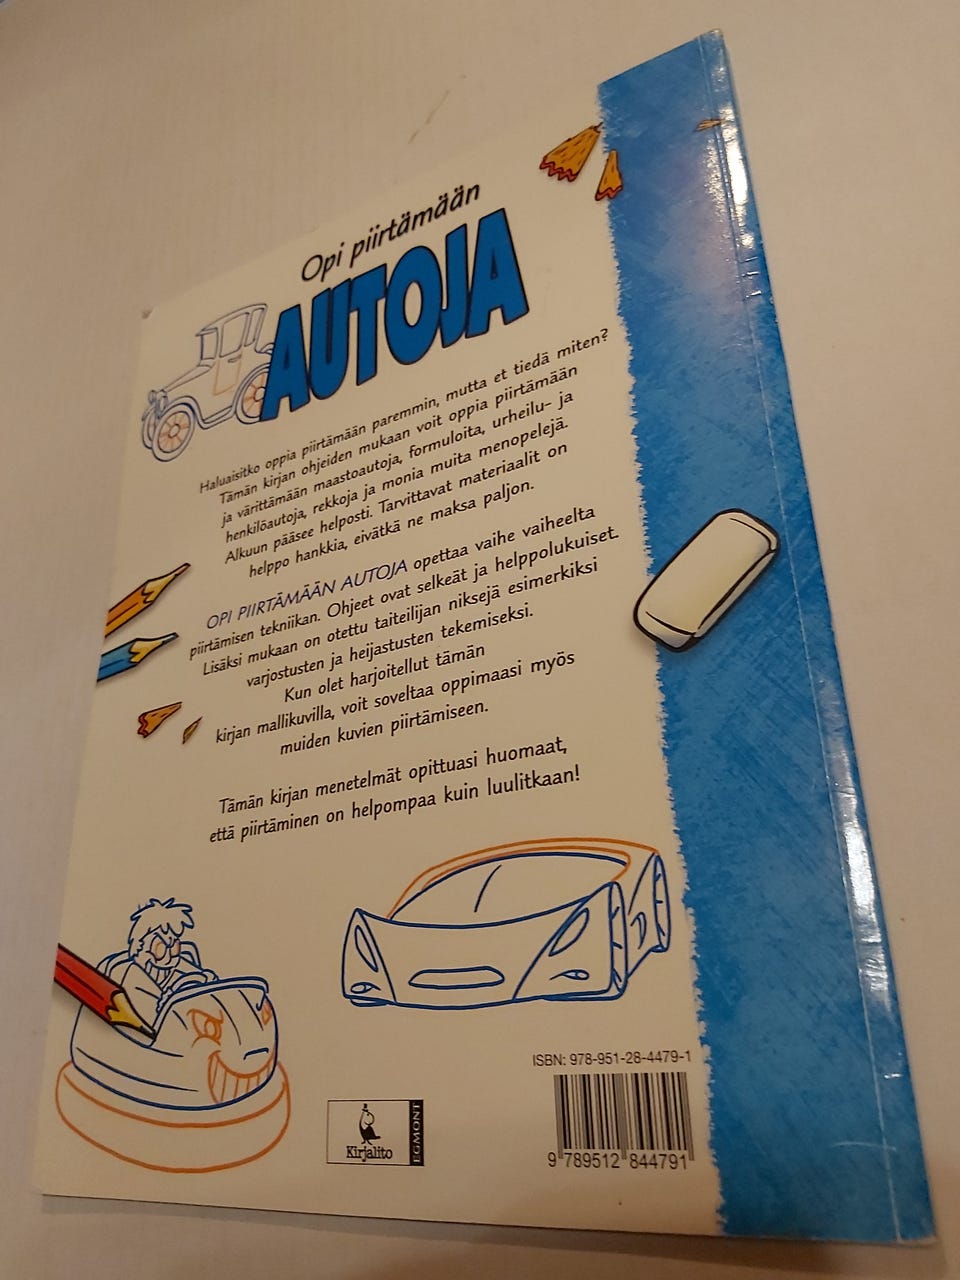 Opi piirtämään
AUTOJA
Haluaisitko oppia piirtämään paremmin, mutta et tiedä miten?
Tämän kirjan ohjeiden mukaan voit oppia piirtämään
ja värittämään maastoautoja, formuloita, urheilu- ja
henkilöautoja, rekkoja ja monia muita menopelejä.
Alkuun pääsee helposti. Tarvittavat materiaalit on
helppo hankkia, eivätkä ne maksa paljon.
OPI PIIRTÄMÄÄN AUTOJA opettaa vaihe vaiheelta
piirtämisen tekniikan. Ohjeet ovat selkeät ja helppolukuiset.
Lisäksi mukaan on otettu taiteilijan niksejä esimerkiksi
varjostusten ja heijastusten tekemiseksi.
Kun olet harjoitellut tämän
kirjan mallikuvilla, voit soveltaa oppimaasi myös
muiden kuvien piirtämiseen.
Tämän kirjan menetelmät opittuasi huomaat,
että piirtäminen on helpompaa kuin luulitkaan!
ISBN: 978-951-28-4479-1
Kirjalito
EGMONT
9 789512 844791